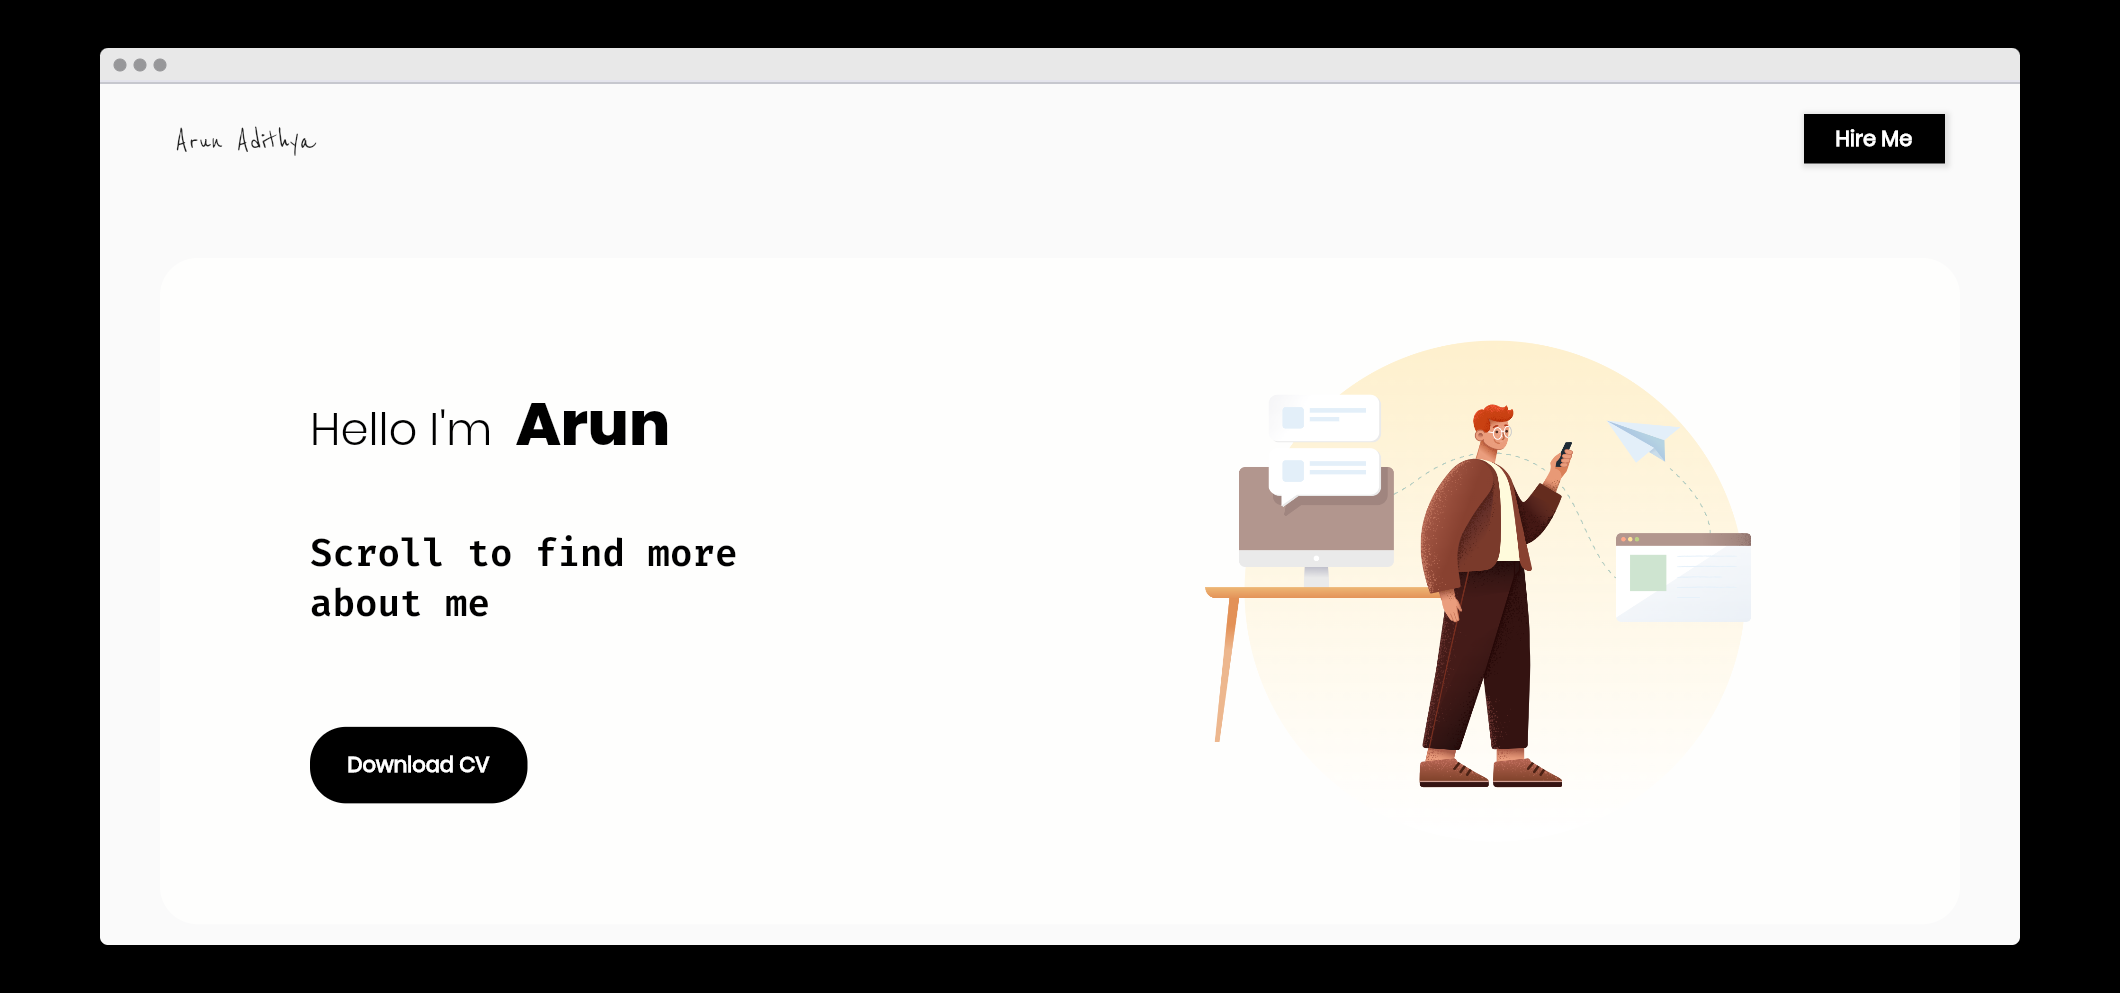 Arun Adithya
Hire Me
Hello I'm Arun
Scroll to find more
about me
Download CV